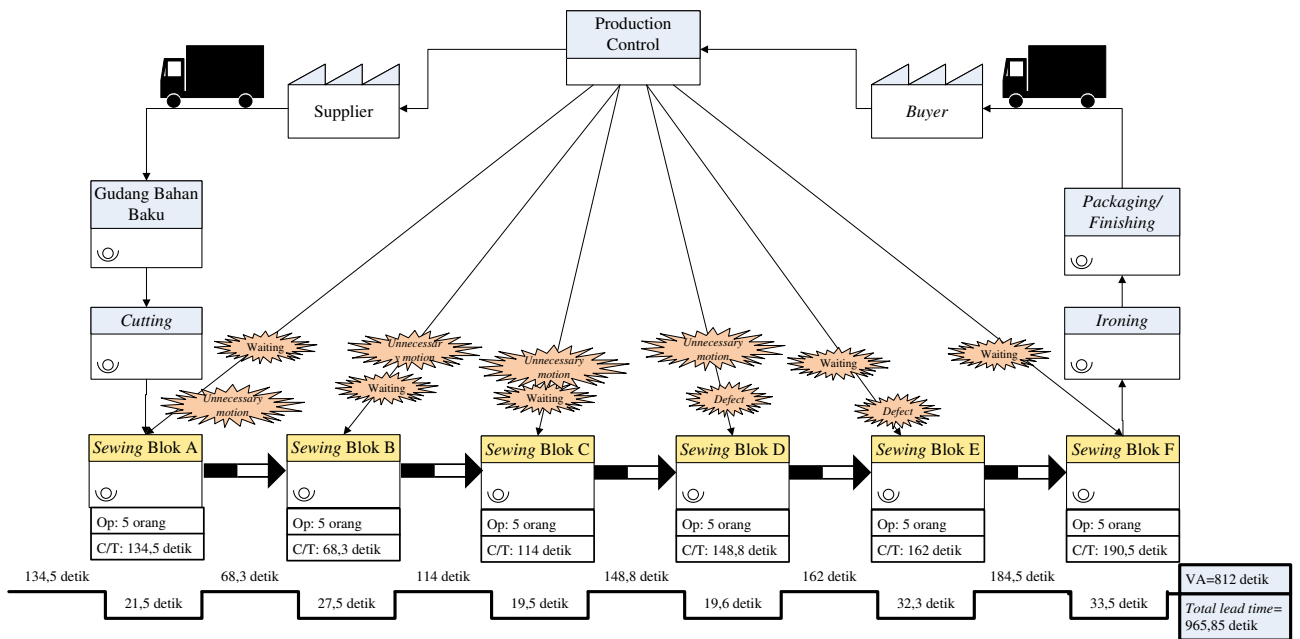 Production
Control
Supplier
Buyer
Gudang Bahan
Baku
Packaging/
Finishing
Cutting
Ironing
Waiting
Unnecessary
motion
Unnecessar
y motion
Waiting
Unnecessary
motion
Waiting
Unnecessary
motion
Defect
Waiting
Defect
Waiting
Sewing Blok A
Op: 5 orang
C/T: 134,5 detik
Sewing Blok B
Op: 5 orang
C/T: 68,3 detik
Sewing Blok C
Op: 5 orang
C/T: 114 detik
Sewing Blok D
Op: 5 orang
C/T: 148,8 detik
Sewing Blok E
Op: 5 orang
C/T: 162 detik
Sewing Blok F
Op: 5 orang
C/T: 190,5 detik
134,5 detik
21,5 detik
68,3 detik
27,5 detik
114 detik
19,5 detik
148,8 detik
19,6 detik
162 detik
32,3 detik
184,5 detik
33,5 detik
VA=812 detik
Total lead time=
965,85 detik